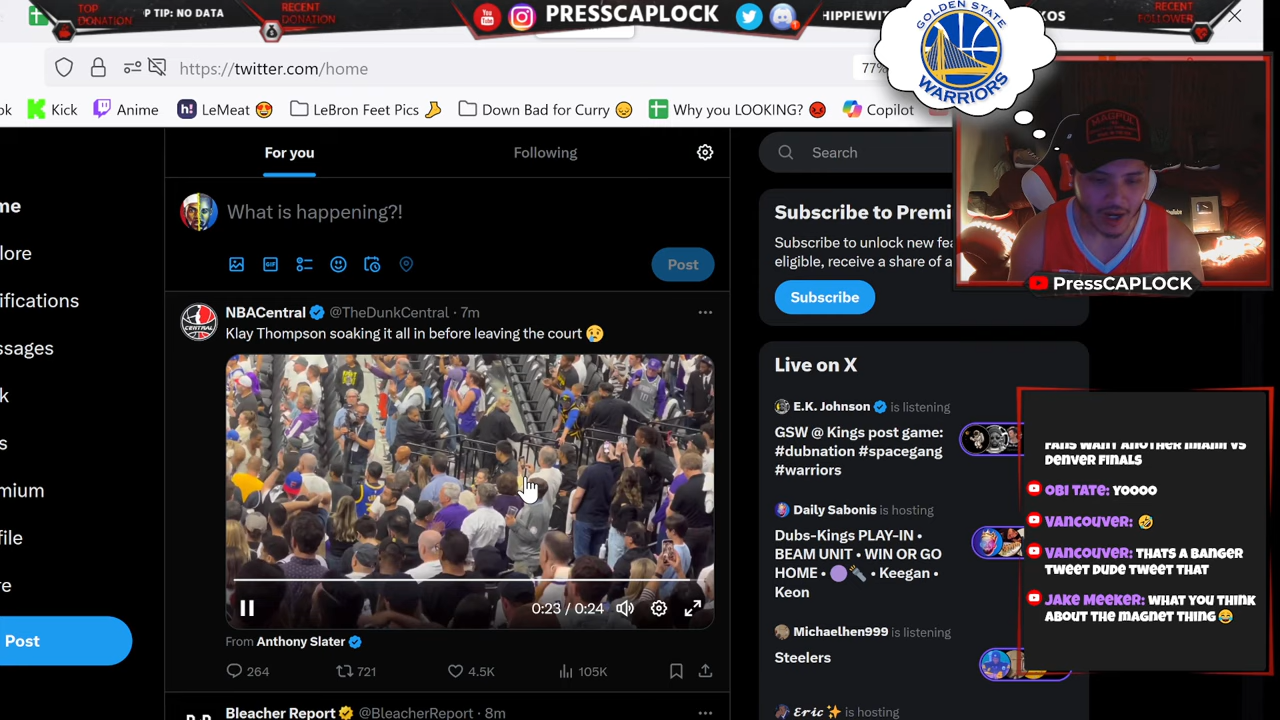 TOP DONATION
P TIP: NO DATA
RECENT DONATION
PRESSCAPLOCK
HIPPIEWIT
KOS
RECENT FOLLOWER
GOLDEN STATE
WARRIORS
https://twitter.com/home
77%
ok
Kick
Anime
h!
LeMeat 😍
LeBron Feet Pics 🦶
Down Bad for Curry 😔
Why you LOOKING? 😡
Copilot
For you
Following
Search
me
lore
ifications
ssages
k
s
mium
file
re
Post
What is happening?!
GIF
Post
NBACentral @TheDunkCentral · 7m
Klay Thompson soaking it all in before leaving the court 😢
0:23 / 0:24
From Anthony Slater
264
721
4.5K
105K
Bleacher Report @BleacherReport · 8m
Subscribe to Premi
Subscribe to unlock new fea
eligible, receive a share of a
Subscribe
PressCAPLOCK
Live on X
E.K. Johnson is listening
GSW @ Kings post game:
#dubnation #spacegang
#warriors
Daily Sabonis is hosting
Dubs-Kings PLAY-IN •
BEAM UNIT • WIN OR GO
HOME • 🟣🔦 • Keegan •
Keon
Michaelhen999 is listening
Steelers
Eric ✨ is hosting
FANS WANT ANOTHER MIAMI VS
DENVER FINALS
OBI TATE: YOOOO
VANCOUVER: 🤣
VANCOUVER: THATS A BANGER
TWEET DUDE TWEET THAT
JAKE MEEKER: WHAT YOU THINK
ABOUT THE MAGNET THING 😂